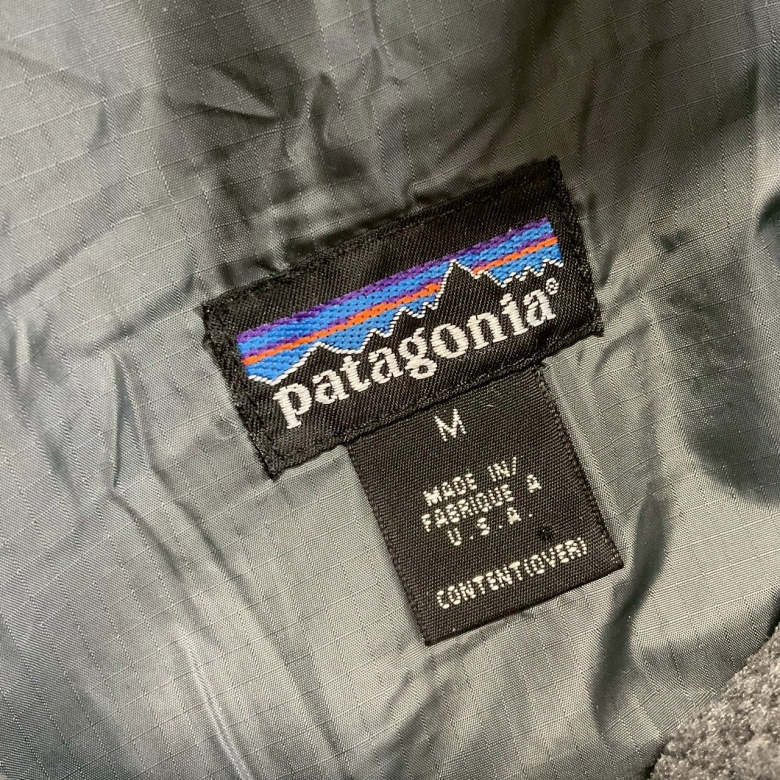 patagonia®
M
MADE IN/
FABRIQUE A
U.S.A.
CONTENT(OVER)